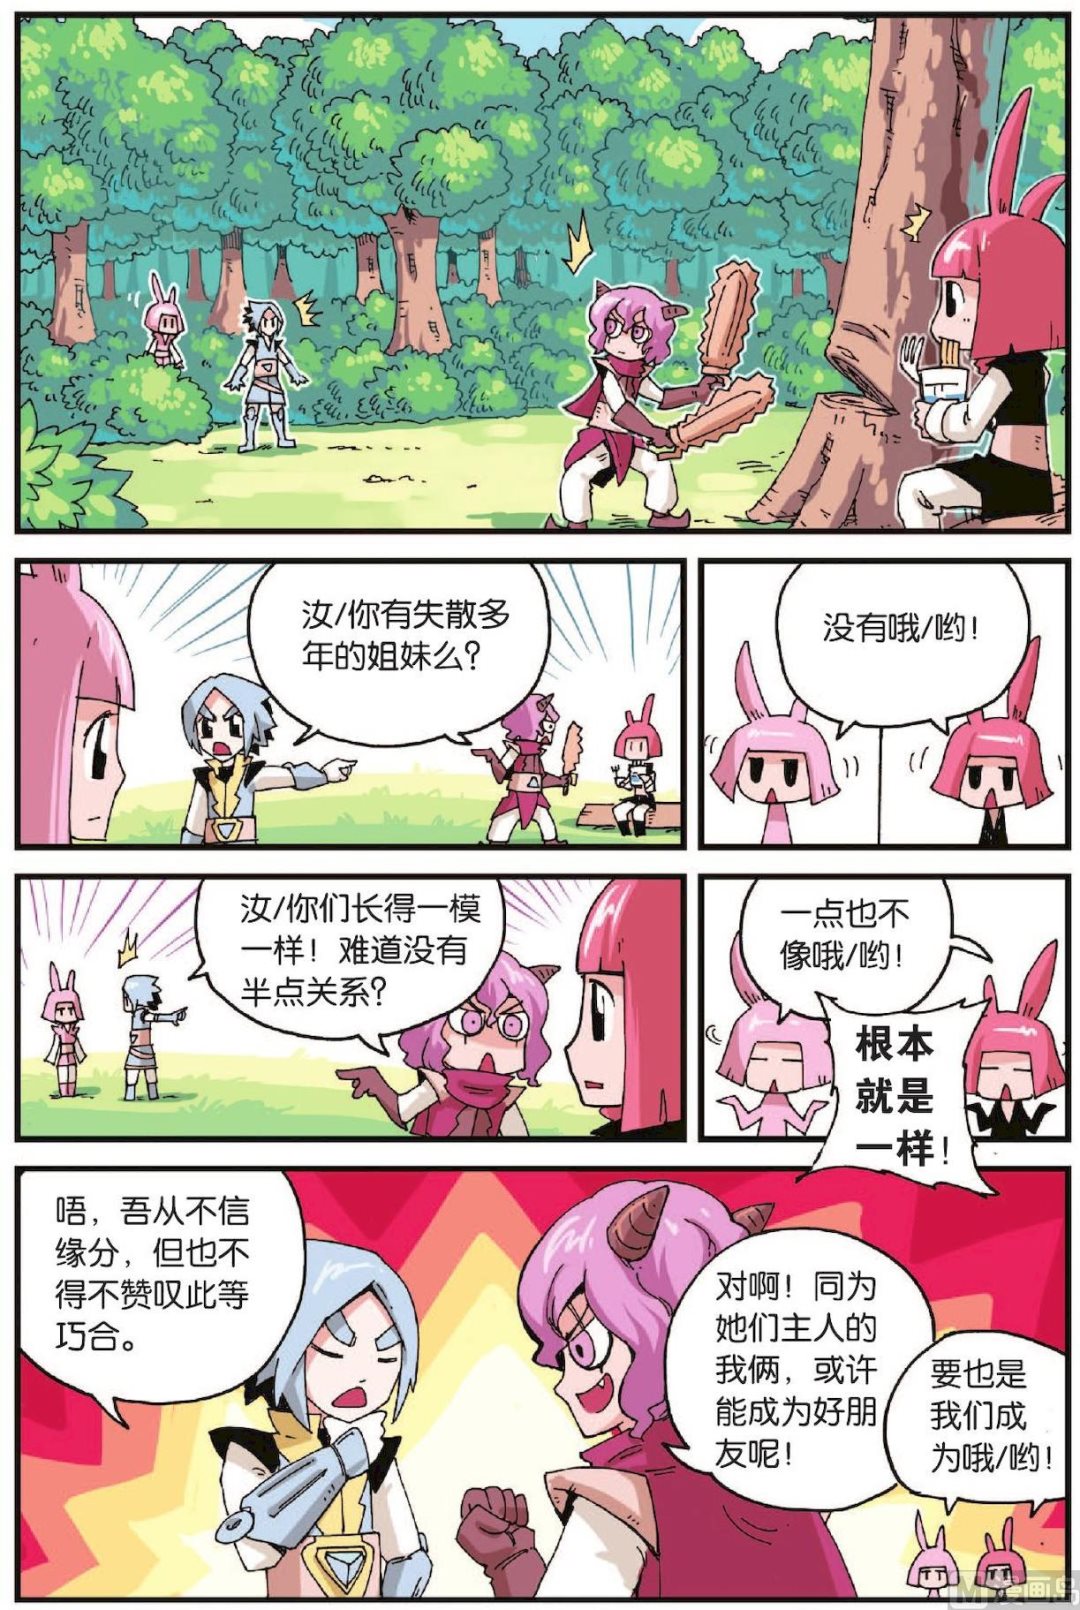 汝/你有失散多
年的姐妹么？
没有哦/哟！
汝/你们长得一模
一样！难道没有
半点关系？
一点也不
像哦/哟！
根本
就是
一样！
唔，吾从不信
缘分，但也不
得不赞叹此等
巧合。
对啊！同为
她们主人的
我俩，或许
能成为好朋
友呢！
要也是
我们成
为哦/哟！
漫画岛